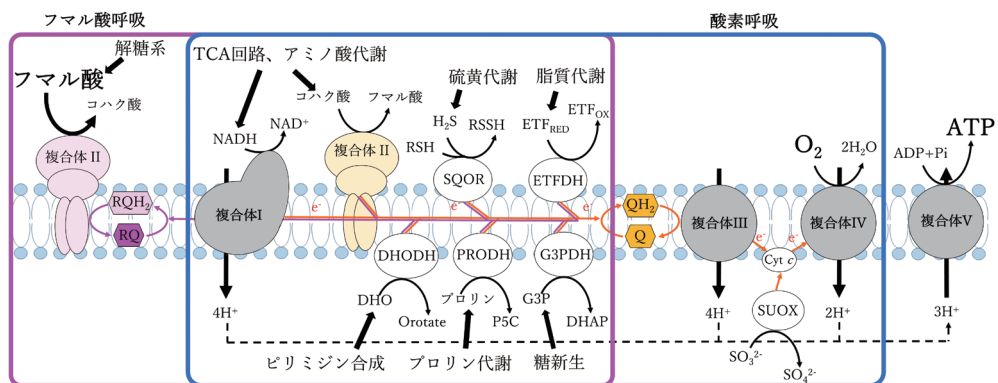 フマル酸呼吸
酸素呼吸
解糖系
フマル酸
コハク酸
複合体 II
RQH₂
RQ
TCA回路、アミノ酸代謝
NADH
NAD⁺
複合体I
4H⁺
コハク酸
フマル酸
複合体 II
e⁻
硫黄代謝
H₂S
RSSH
RSH
SQOR
e⁻
脂質代謝
ETF_RED
ETF_OX
ETFDH
e⁻
DHODH
DHO
Orotate
ピリミジン合成
PRODH
プロリン
P5C
プロリン代謝
G3PDH
G3P
DHAP
糖新生
QH₂
Q
複合体III
4H⁺
e⁻
e⁻
Cyt c
SUOX
SO₃²⁻
SO₄²⁻
O₂
2H₂O
複合体IV
2H⁺
ADP+Pi
ATP
複合体V
3H⁺